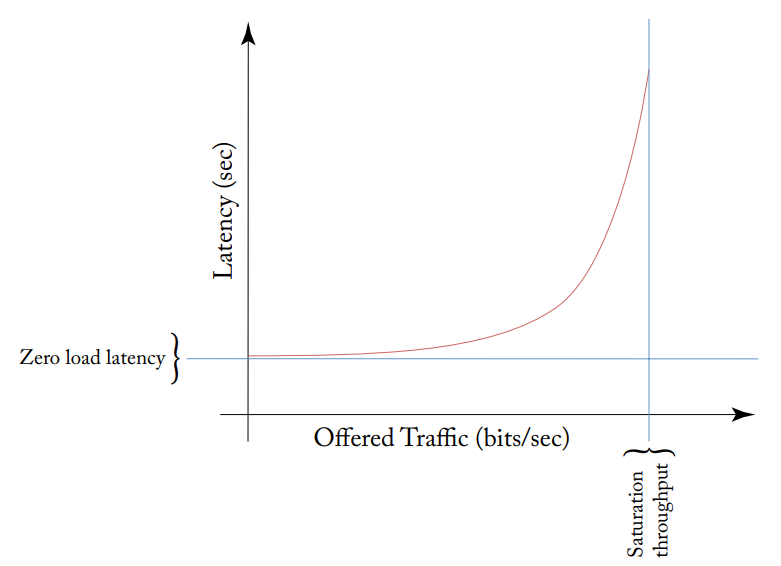 Latency (sec)
Zero load latency
Offered Traffic (bits/sec)
Saturation
throughput